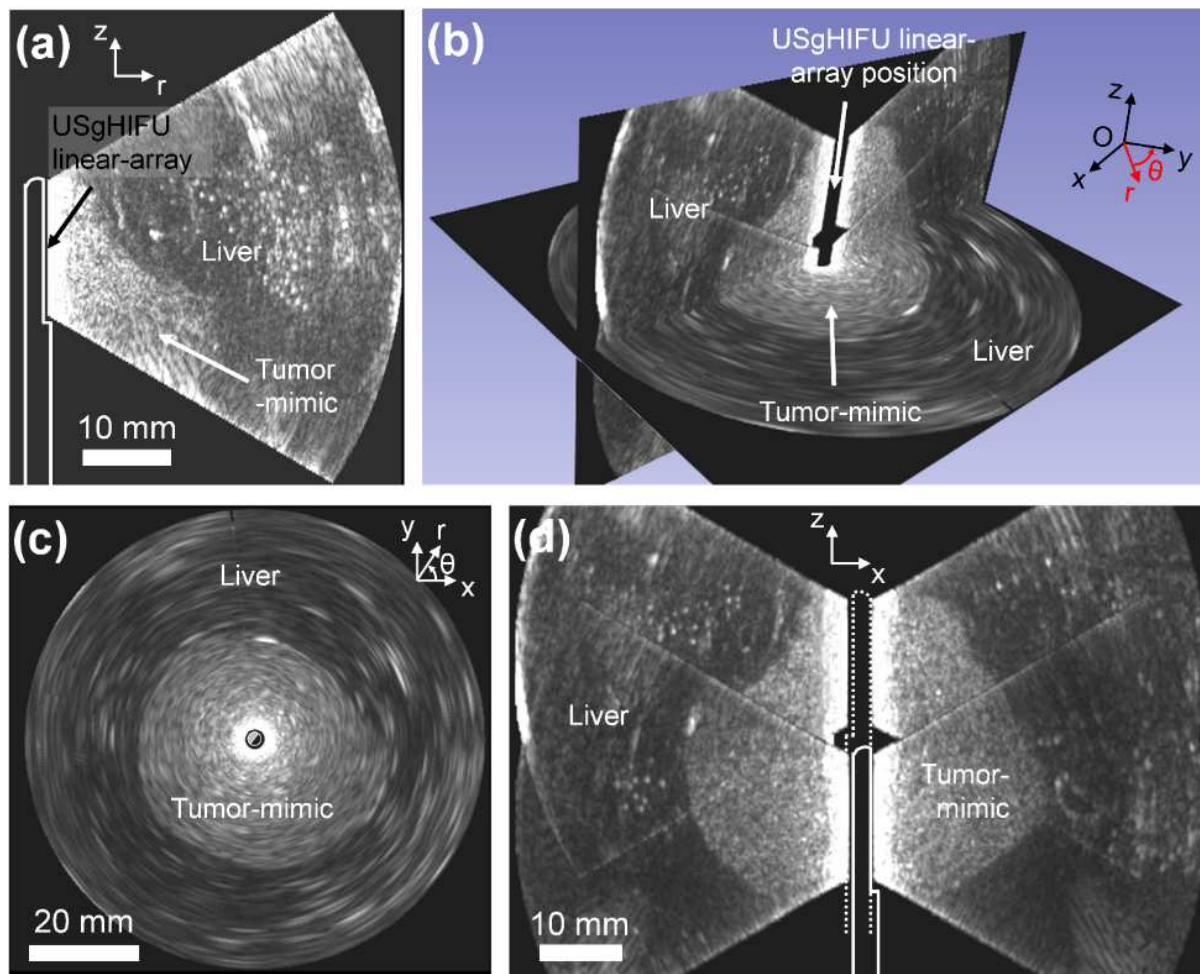 (a)
z
r
USgHIFU
linear-array
Liver
Tumor
-mimic
10 mm
(b)
USgHIFU linear-
array position
Liver
Liver
Tumor-mimic
z
O
y
x
θ
r
(c)
Liver
y
r
θ
x
Tumor-mimic
20 mm
(d)
z
x
Liver
Tumor-
mimic
10 mm